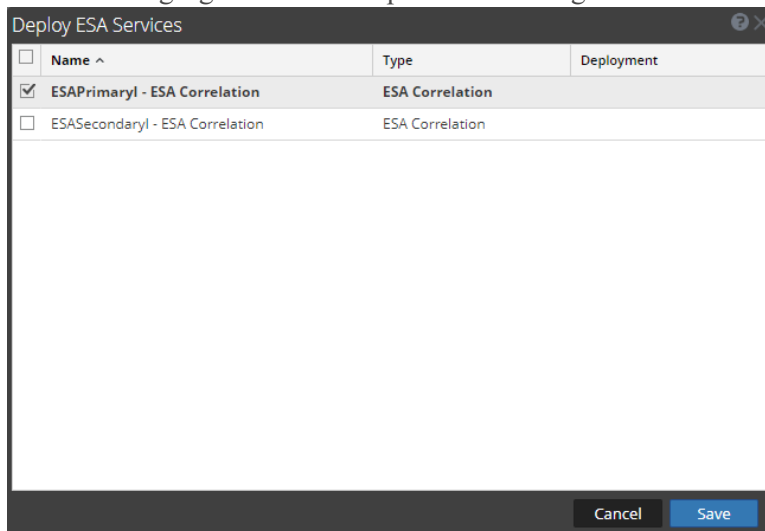 Deploy ESA Services
Name Type Deployment
ESAPrimaryl - ESA Correlation ESA Correlation
ESASecondaryl - ESA Correlation ESA Correlation
Cancel Save